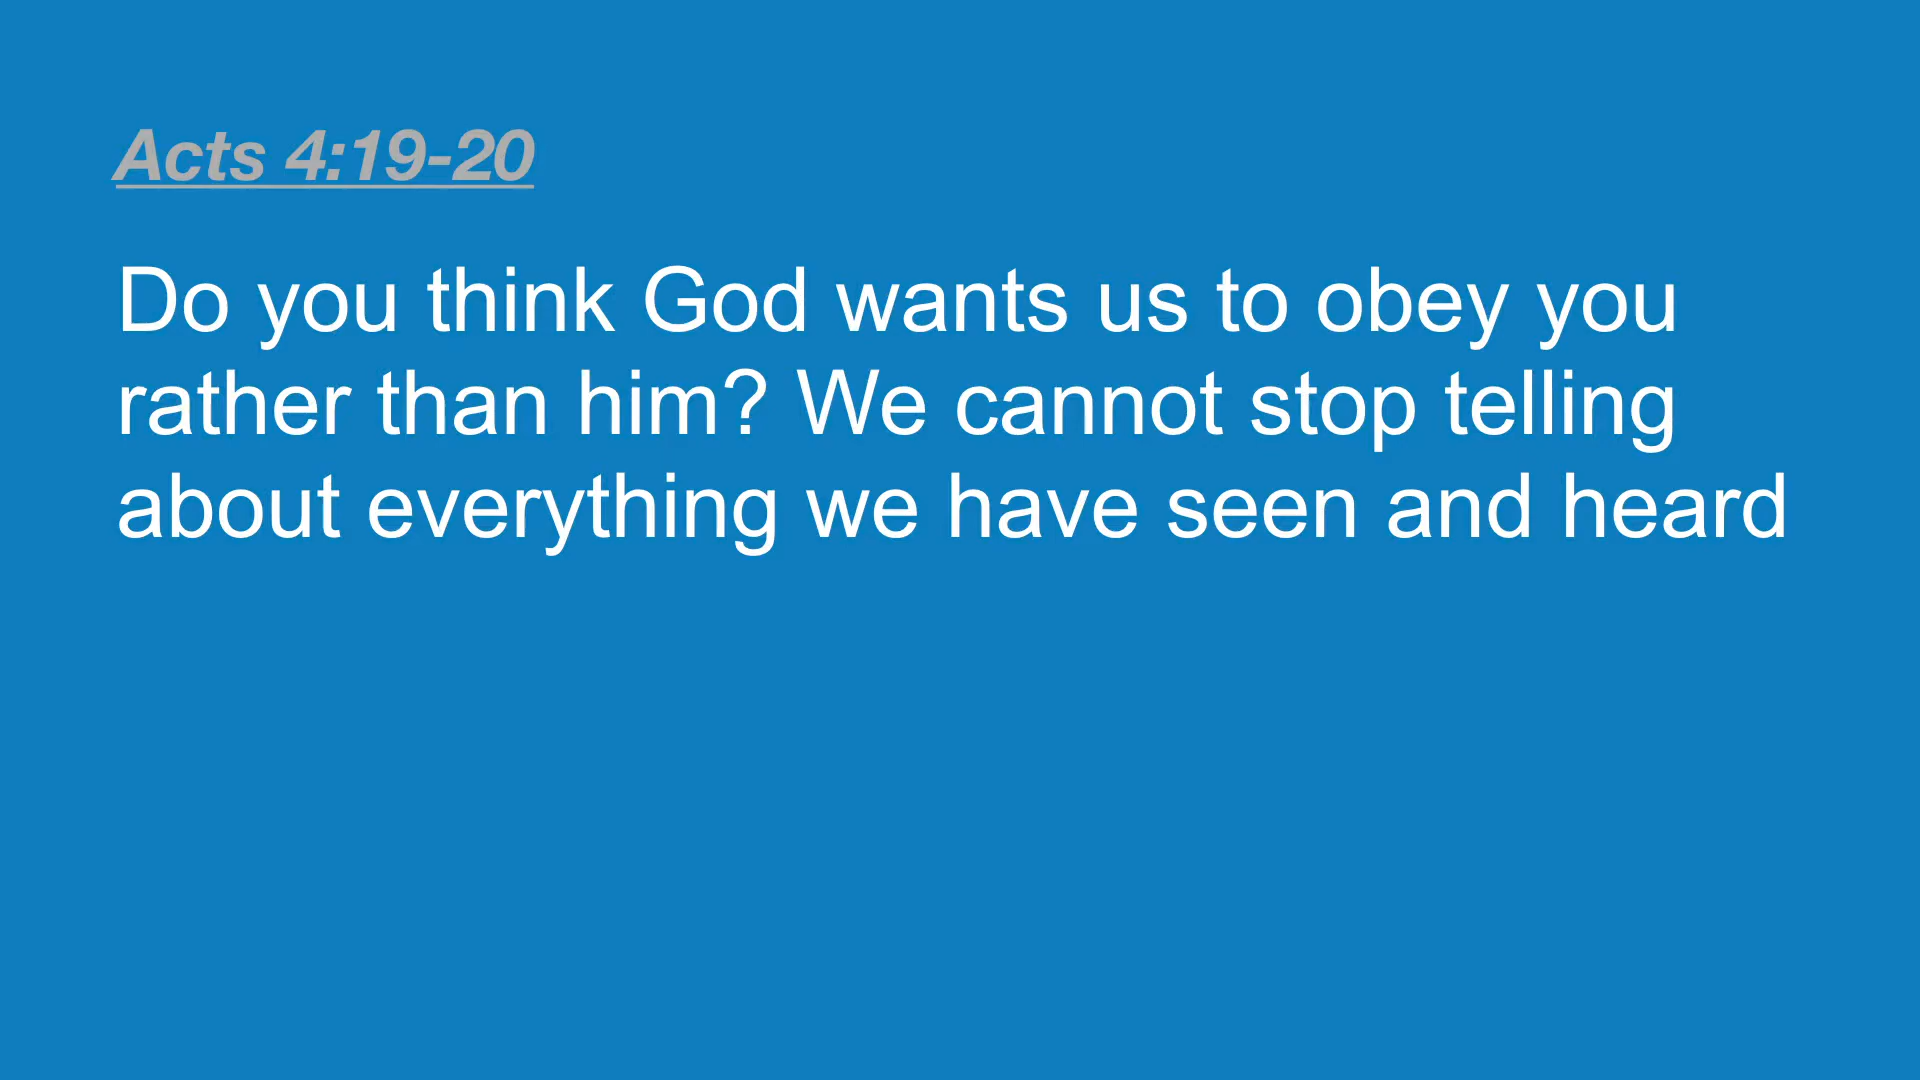 Acts 4:19-20
Do you think God wants us to obey you
rather than him? We cannot stop telling
about everything we have seen and heard